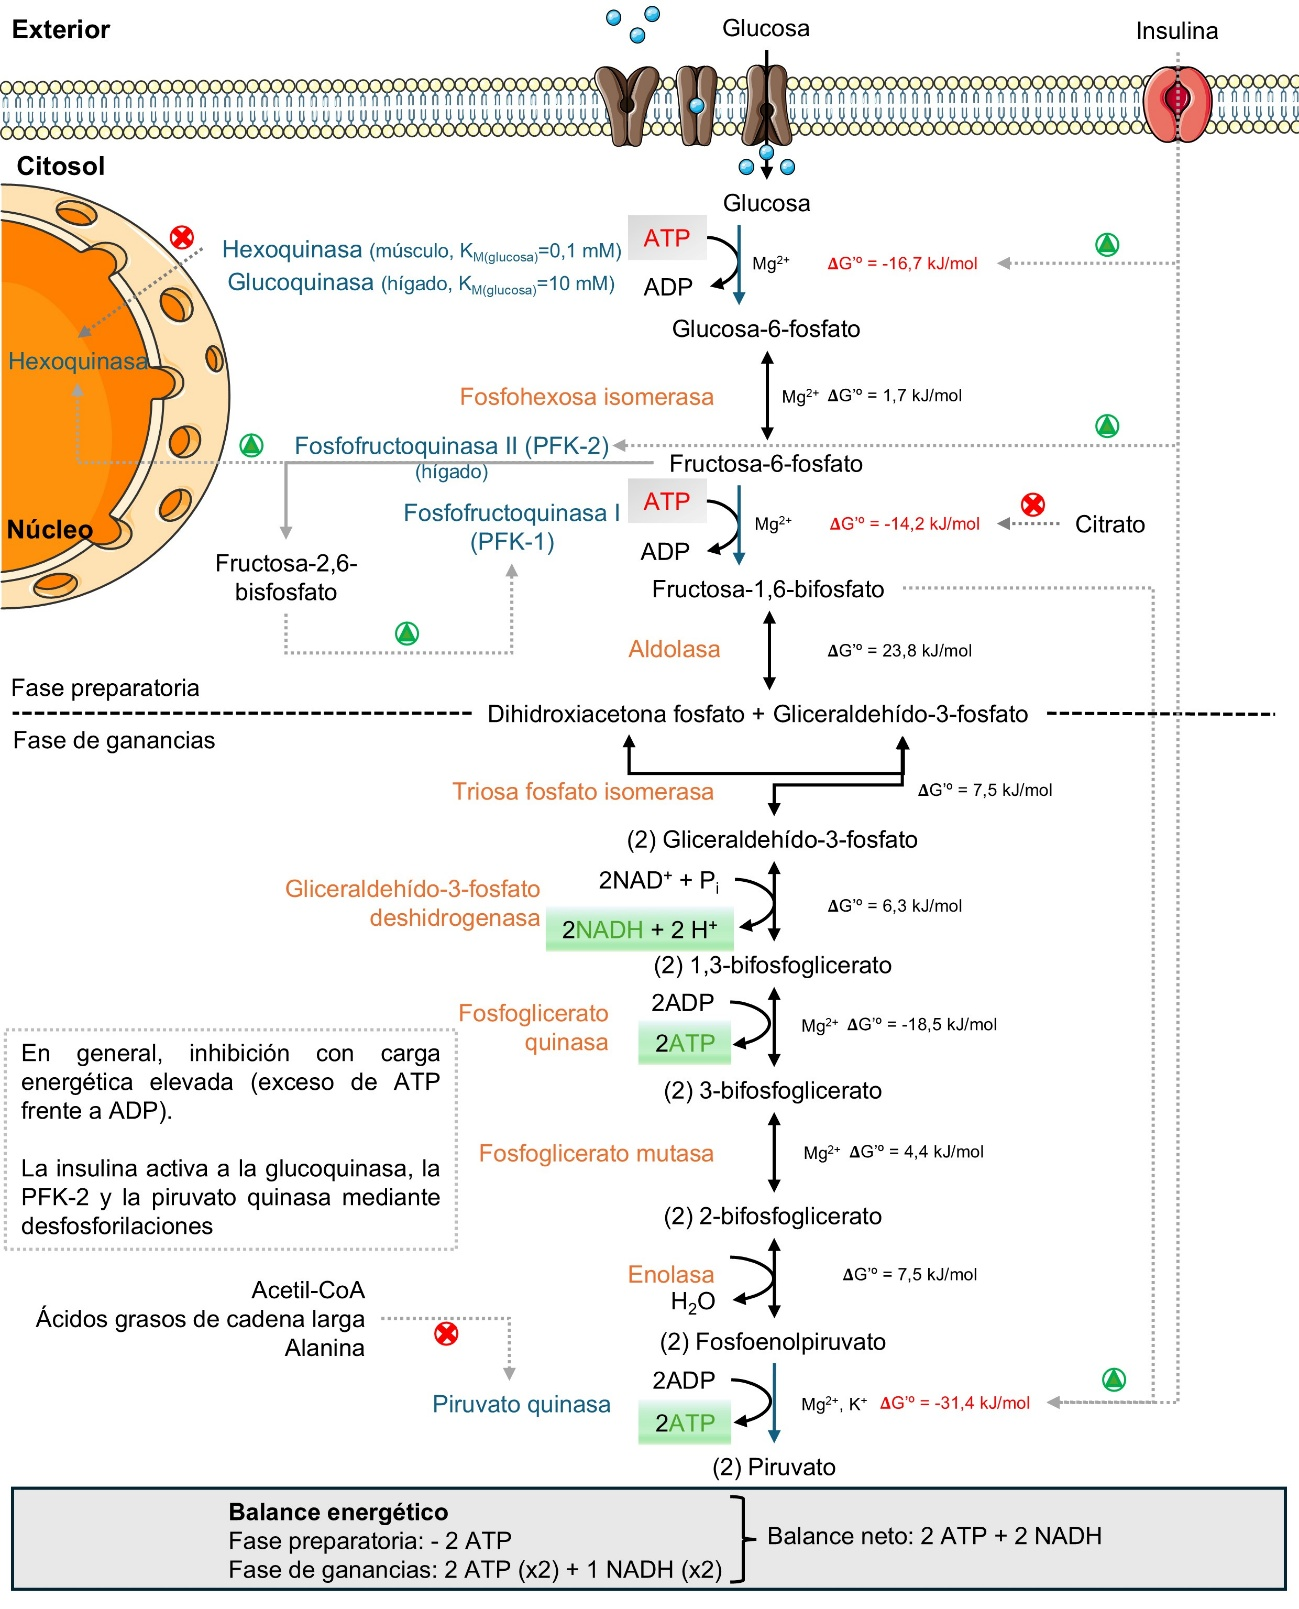 Exterior
Glucosa
Insulina
Citosol
Glucosa
Hexoquinasa (músculo, KM(glucosa)=0,1 mM)
Glucoquinasa (hígado, KM(glucosa)=10 mM)
ATP
ADP
Mg2+
ΔG'º = -16,7 kJ/mol
Glucosa-6-fosfato
Hexoquinasa
Fosfohexosa isomerasa
Mg2+ ΔG'º = 1,7 kJ/mol
Fosfofructoquinasa II (PFK-2)
(hígado)
Fructosa-6-fosfato
Núcleo
Fosfofructoquinasa I
(PFK-1)
ATP
ADP
Mg2+
ΔG'º = -14,2 kJ/mol
Citrato
Fructosa-2,6-
bisfosfato
Fructosa-1,6-bifosfato
Aldolasa
ΔG'º = 23,8 kJ/mol
Fase preparatoria
Dihidroxiacetona fosfato + Gliceraldehído-3-fosfato
Fase de ganancias
Triosa fosfato isomerasa
ΔG'º = 7,5 kJ/mol
(2) Gliceraldehído-3-fosfato
Gliceraldehído-3-fosfato
deshidrogenasa
2NAD+ + Pi
2NADH + 2 H+
ΔG'º = 6,3 kJ/mol
(2) 1,3-bifosfoglicerato
Fosfoglicerato
quinasa
2ADP
2ATP
Mg2+ ΔG'º = -18,5 kJ/mol
(2) 3-bifosfoglicerato
En general, inhibición con carga
energética elevada (exceso de ATP
frente a ADP).
La insulina activa a la glucoquinasa, la
PFK-2 y la piruvato quinasa mediante
desfosforilaciones
Fosfoglicerato mutasa
Mg2+ ΔG'º = 4,4 kJ/mol
(2) 2-bifosfoglicerato
Enolasa
H2O
ΔG'º = 7,5 kJ/mol
(2) Fosfoenolpiruvato
Acetil-CoA
Ácidos grasos de cadena larga
Alanina
Piruvato quinasa
2ADP
2ATP
Mg2+, K+ ΔG'º = -31,4 kJ/mol
(2) Piruvato
Balance energético
Fase preparatoria: - 2 ATP
Fase de ganancias: 2 ATP (x2) + 1 NADH (x2)
Balance neto: 2 ATP + 2 NADH